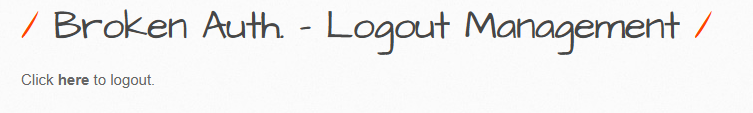 / Broken Auth. - Logout Management /
Click here to logout.